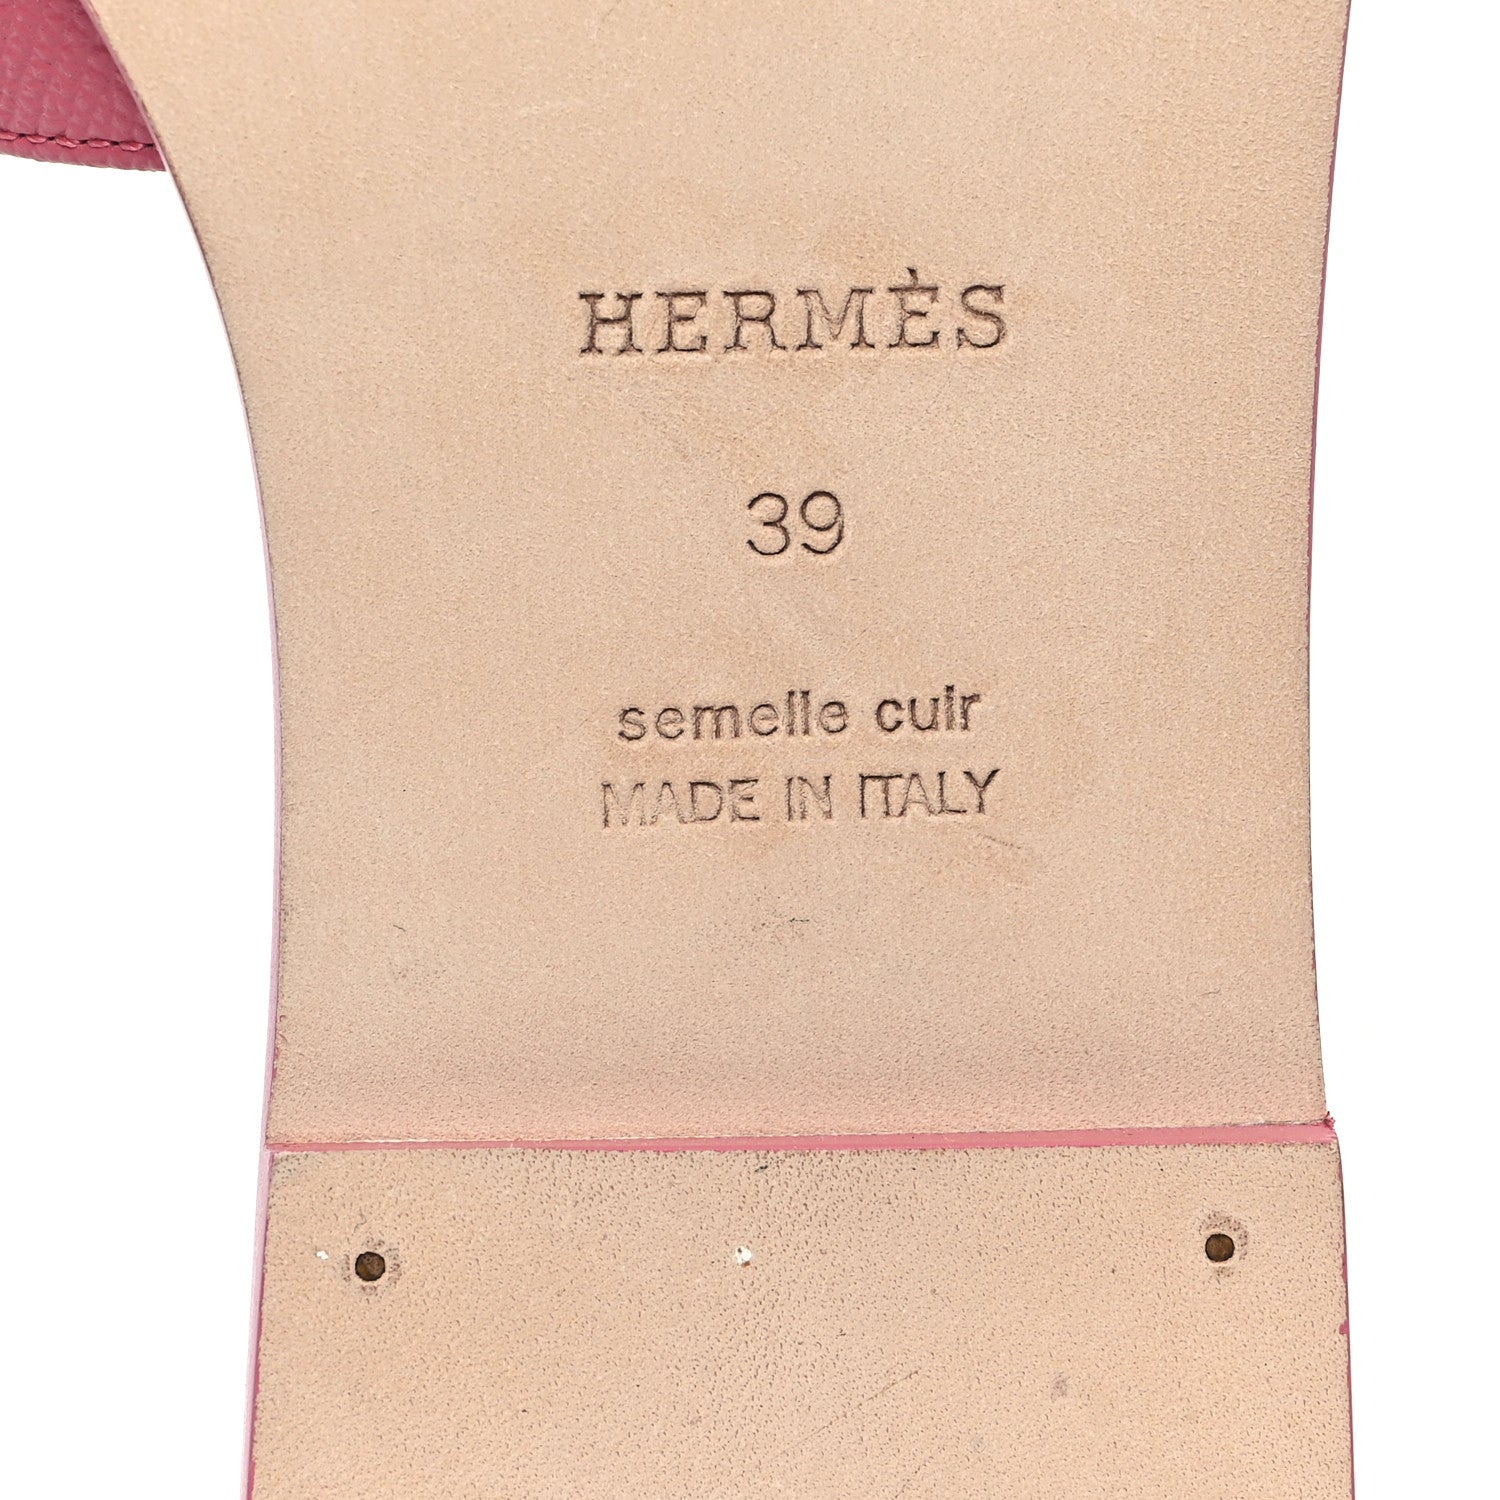 HERMÈS
39
semelle cuir
MADE IN ITALY